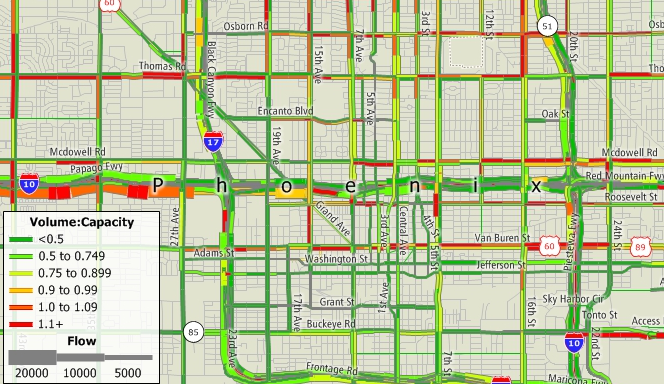 60
Osborn Rd
3rd St
12th St
51
20th St
Thomas Rd
Black Canyon Fwy
15th Ave
7th Ave
5th Ave
Encanto Blvd
Oak St
19th Ave
17
Mcdowell Rd
Mcdowell Rd
Papago Fwy
Red Mountain Fwy
10
Phoenix
Roosevelt St
27th Ave
Grand Ave
3rd Ave
Central Ave
4th St
5th St
24th St
Van Buren St
60
89
Adams St
Washington St
Jefferson St
1st Ave
Sky Harbor Cir
Grant St
17th Ave
16th St
Tonto St
Buckeye Rd
85
Access
22nd St
23rd Ave
10
7th St
Frontage Rd
Maricopa Fwy
Volume:Capacity
<0.5
0.5 to 0.749
0.75 to 0.899
0.9 to 0.99
1.0 to 1.09
1.1+
Flow
20000 10000 5000